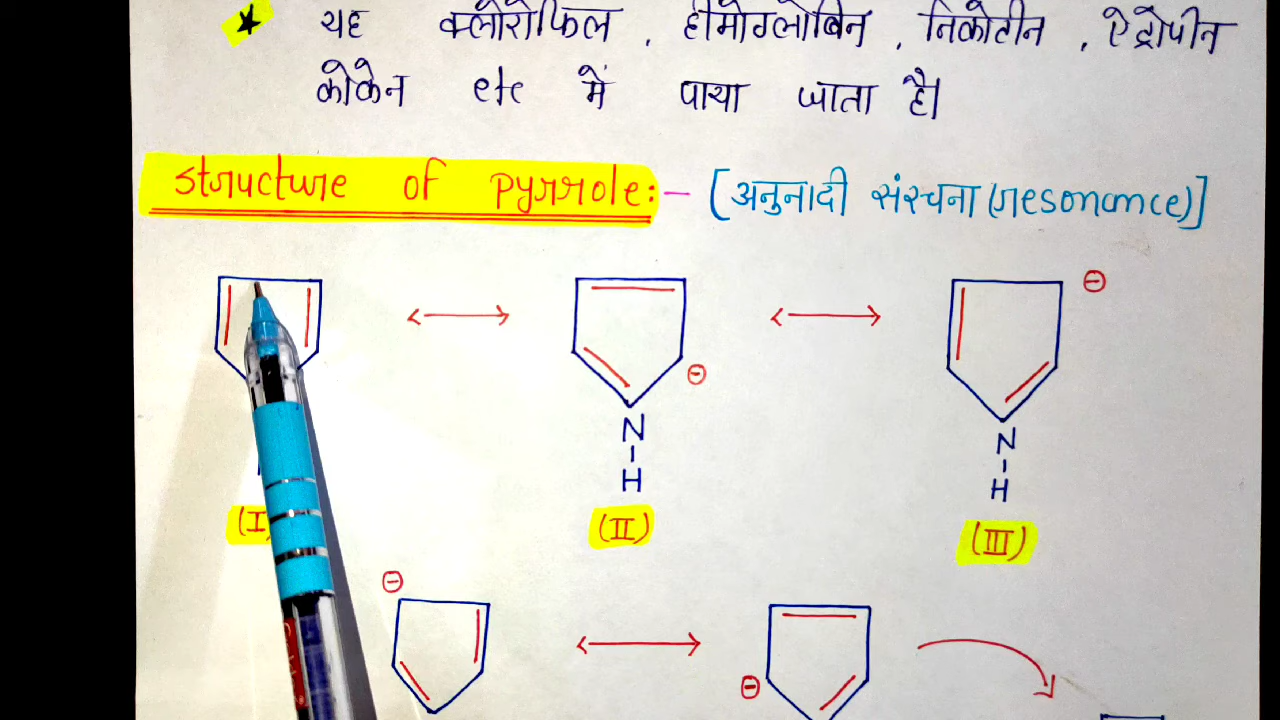 यह क्लोरोफिल , हीमोग्लोबिन , निकोटीन , ऐट्रोपीन
कोकेन etc में पाया जाता है।
structure of pyrrole:- [अनुनादी संरचना (resonance)]
⊖
⊖
N
H
N
H
(I)
(II)
(III)
⊖
⊖